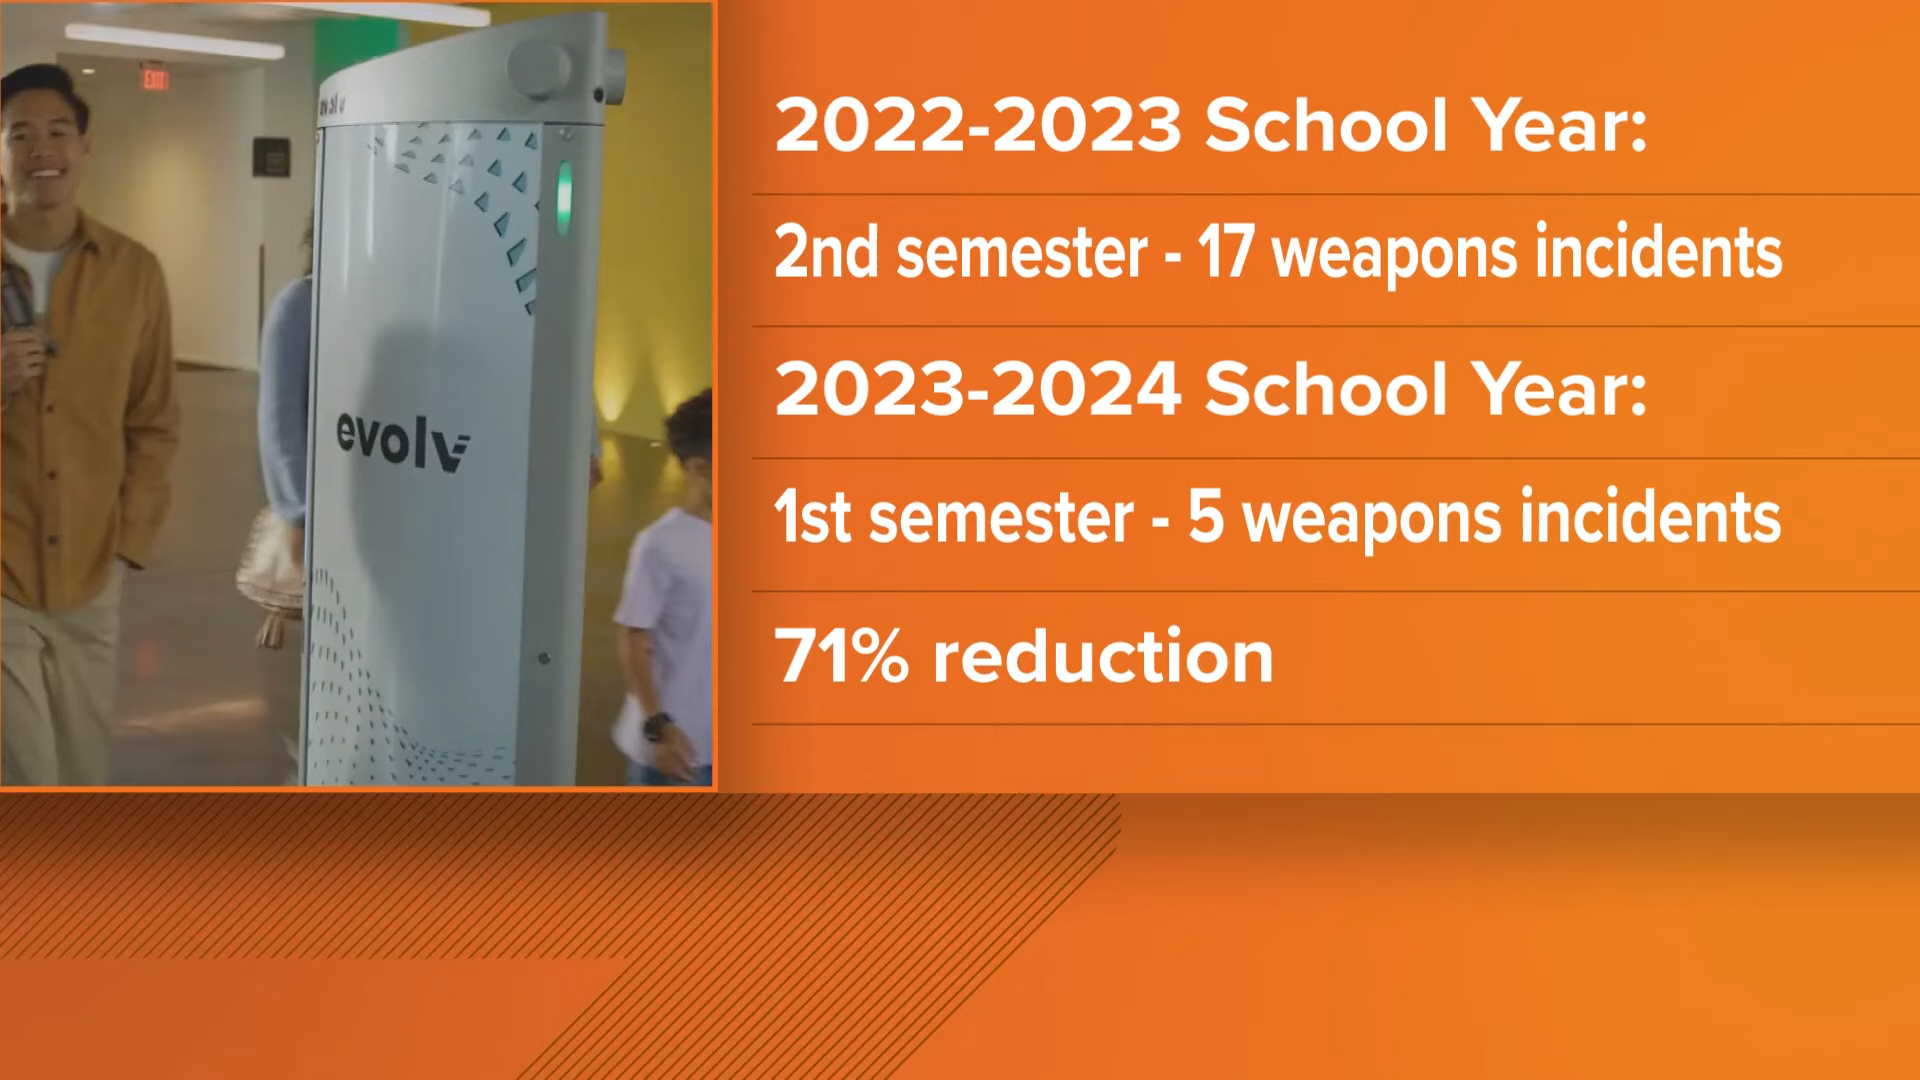 EXIT
evolv
evolv
2022-2023 School Year:
2nd semester - 17 weapons incidents
2023-2024 School Year:
1st semester - 5 weapons incidents
71% reduction